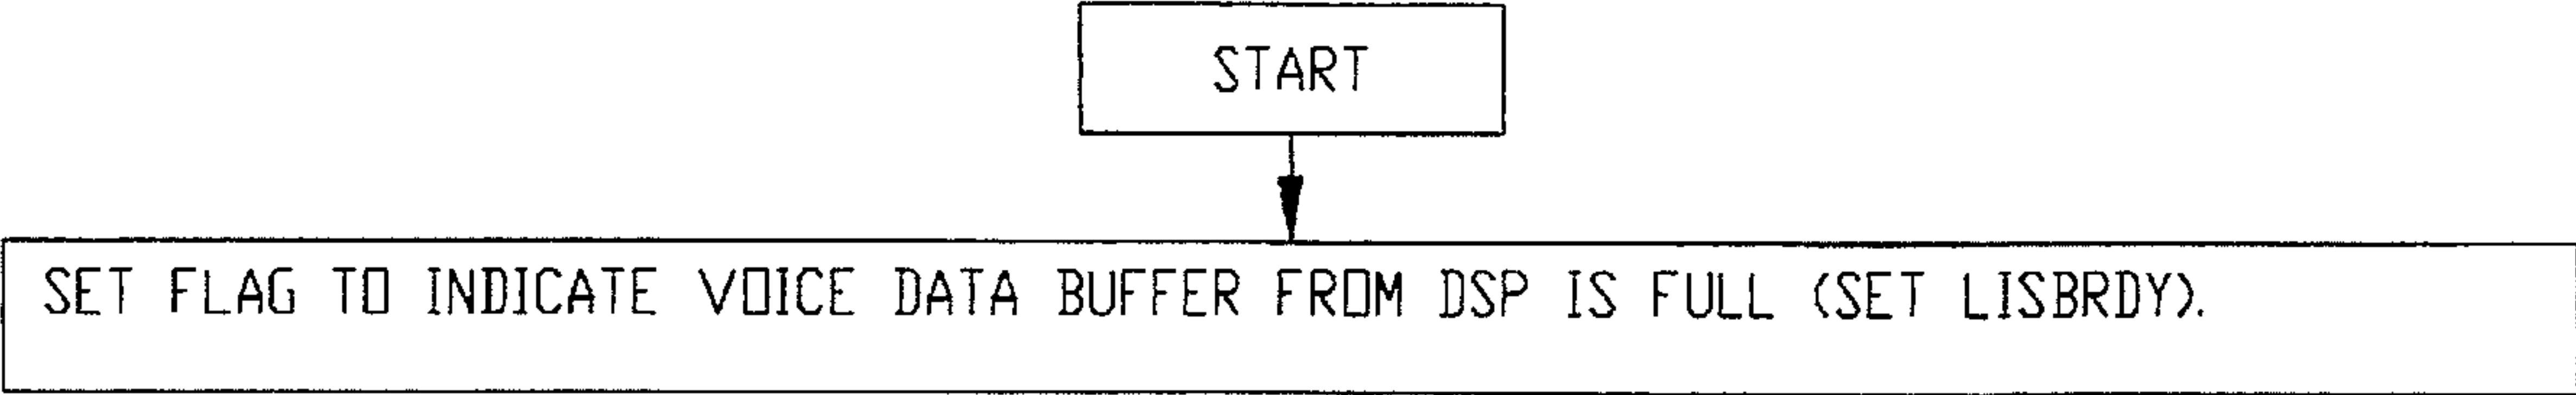 START
SET FLAG TO INDICATE VOICE DATA BUFFER FROM DSP IS FULL (SET LISBRDY).